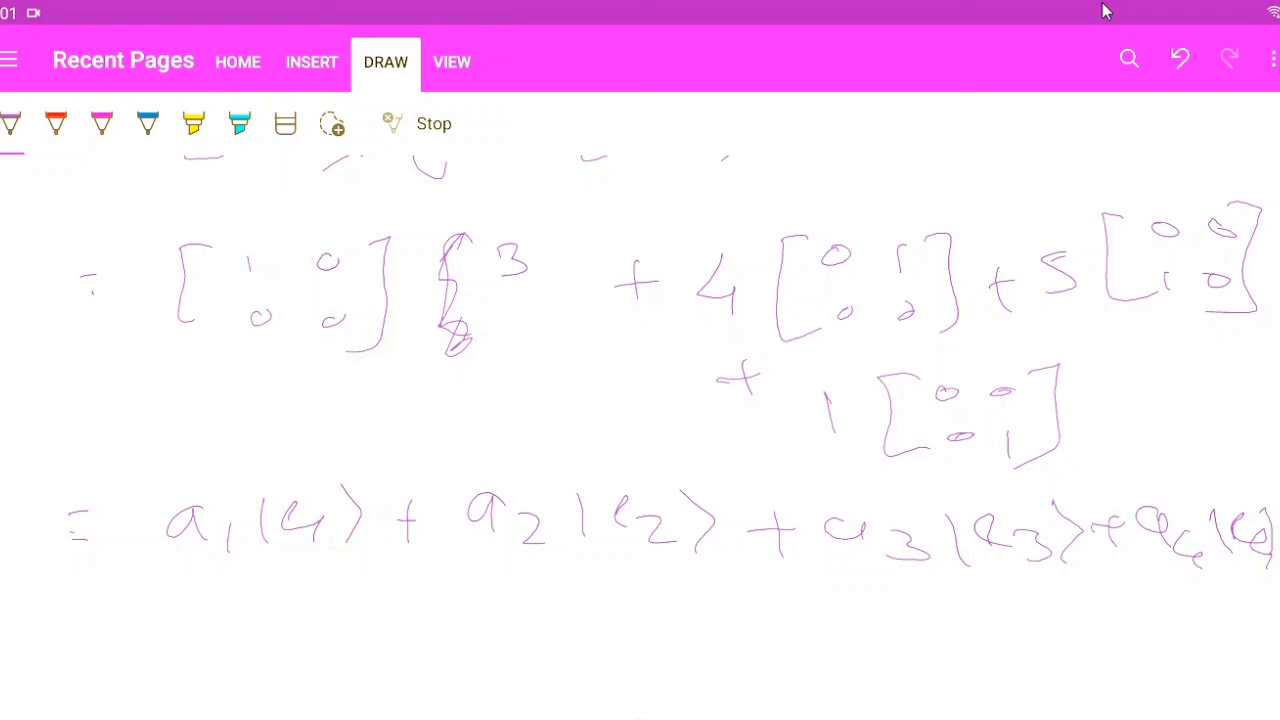 01
Recent Pages HOME INSERT DRAW VIEW
Stop
= [ 1 0 ; 0 0 ] 3 + 4 [ 0 1 ; 0 0 ] + 5 [ 0 0 ; 1 0 ]
+ 1 [ 0 0 ; 0 1 ]
= a₁|e₁⟩ + a₂|e₂⟩ + a₃|e₃⟩ + a₄|e₄⟩